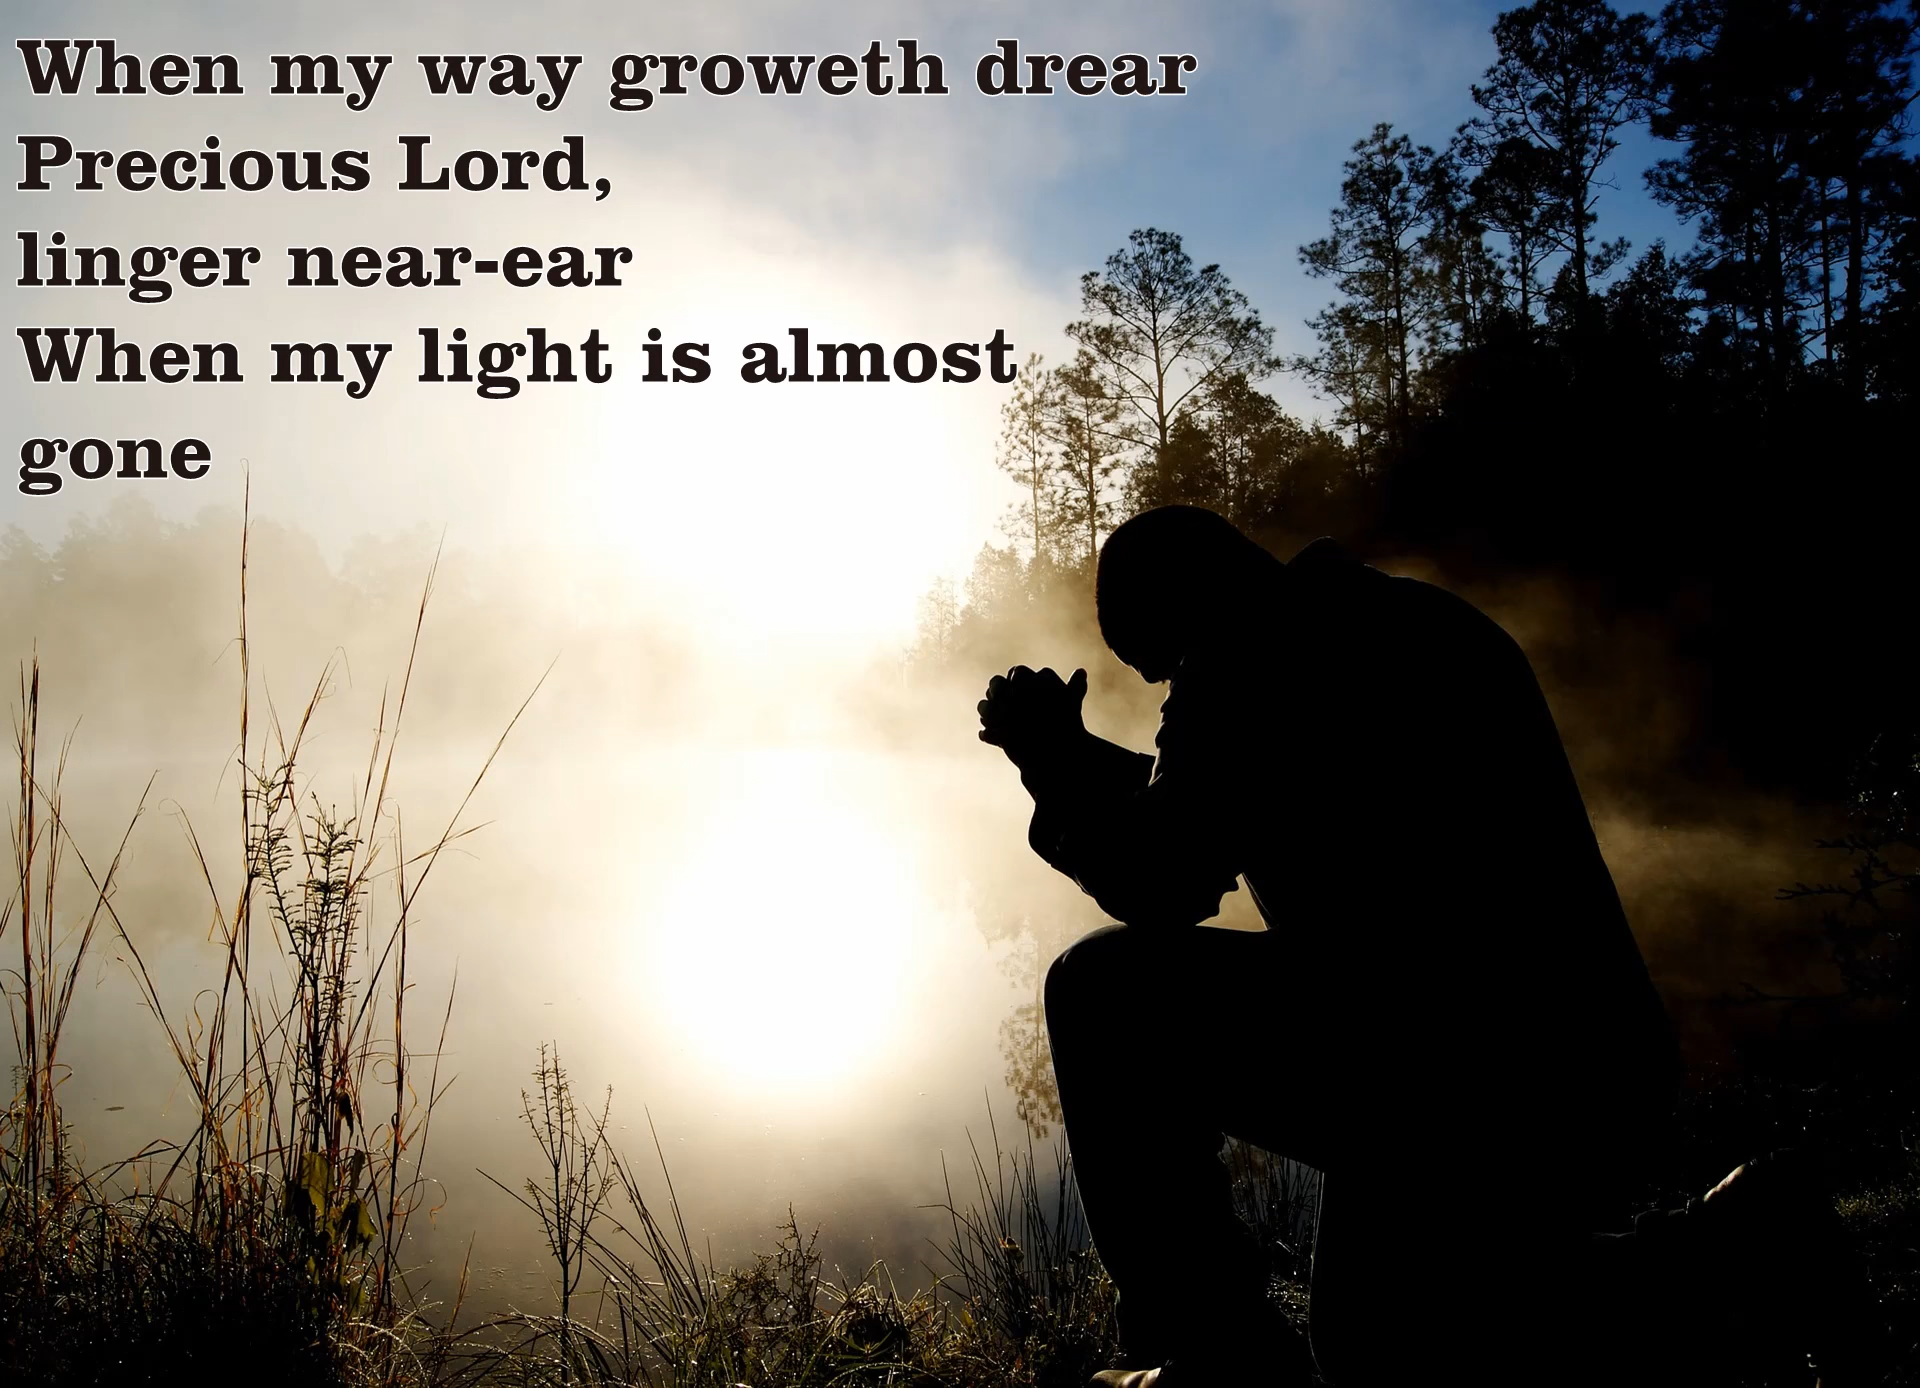 When my way groweth drear
Precious Lord,
linger near-ear
When my light is almost
gone